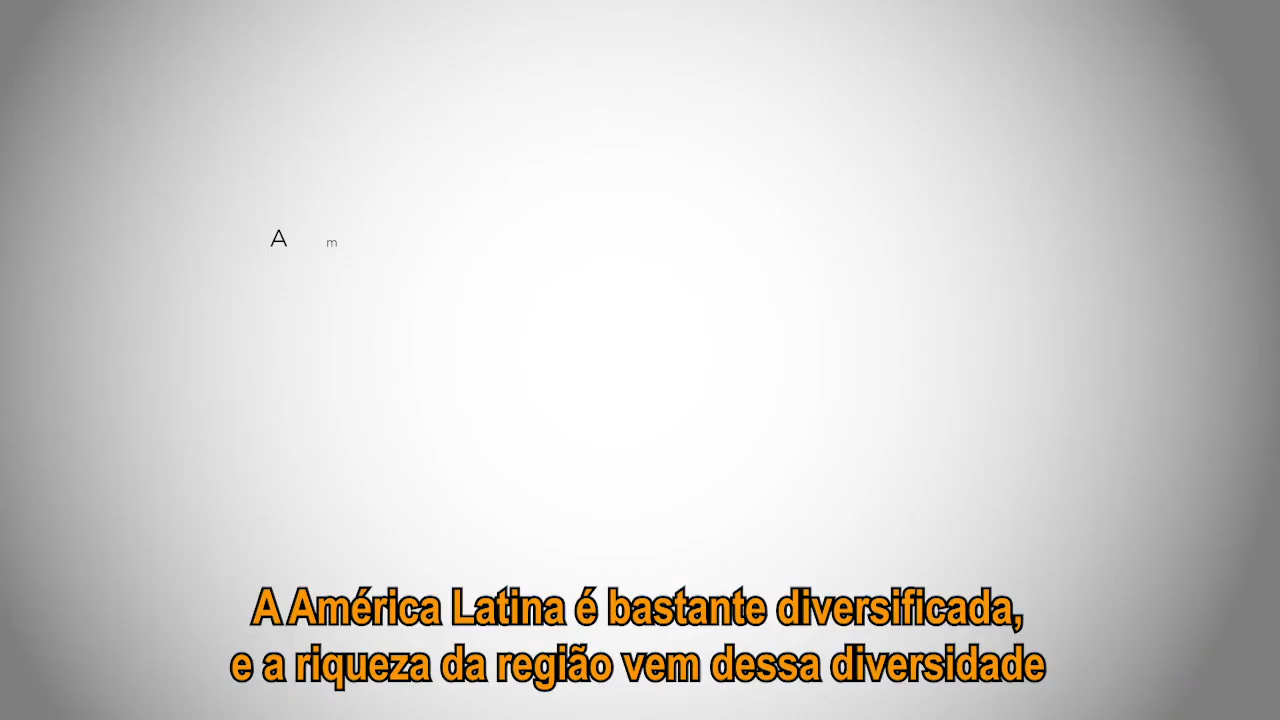 A m
A América Latina é bastante diversificada,
e a riqueza da região vem dessa diversidade